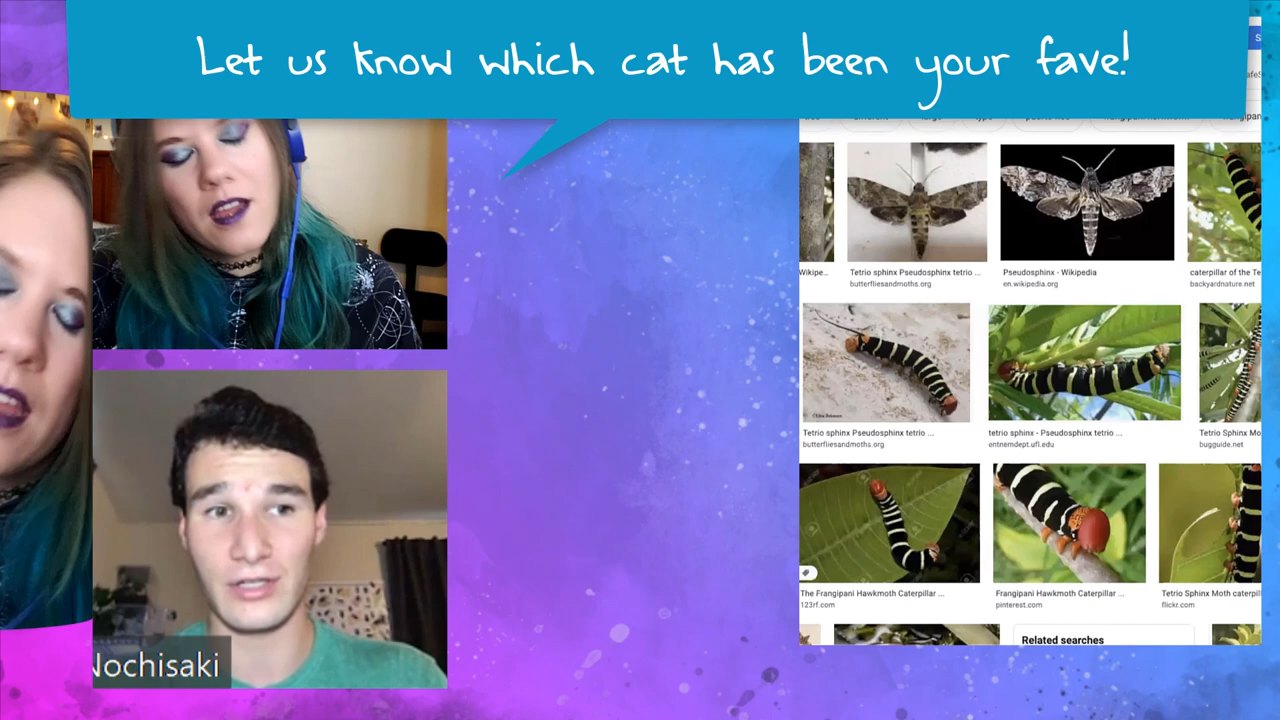 Let us know which cat has been your fave!
Wikipe...
Tetrio sphinx Pseudosphinx tetrio ...
butterfliesandmoths.org
Pseudosphinx - Wikipedia
en.wikipedia.org
caterpillar of the Te
backyardnature.net
Tetrio sphinx Pseudosphinx tetrio ...
butterfliesandmoths.org
tetrio sphinx - Pseudosphinx tetrio ...
entnemdept.ufl.edu
Tetrio Sphinx Mo
bugguide.net
The Frangipani Hawkmoth Caterpillar ...
123rf.com
Frangipani Hawkmoth Caterpillar ...
pinterest.com
Tetrio Sphinx Moth caterpil
flickr.com
Nochisaki
Related searches